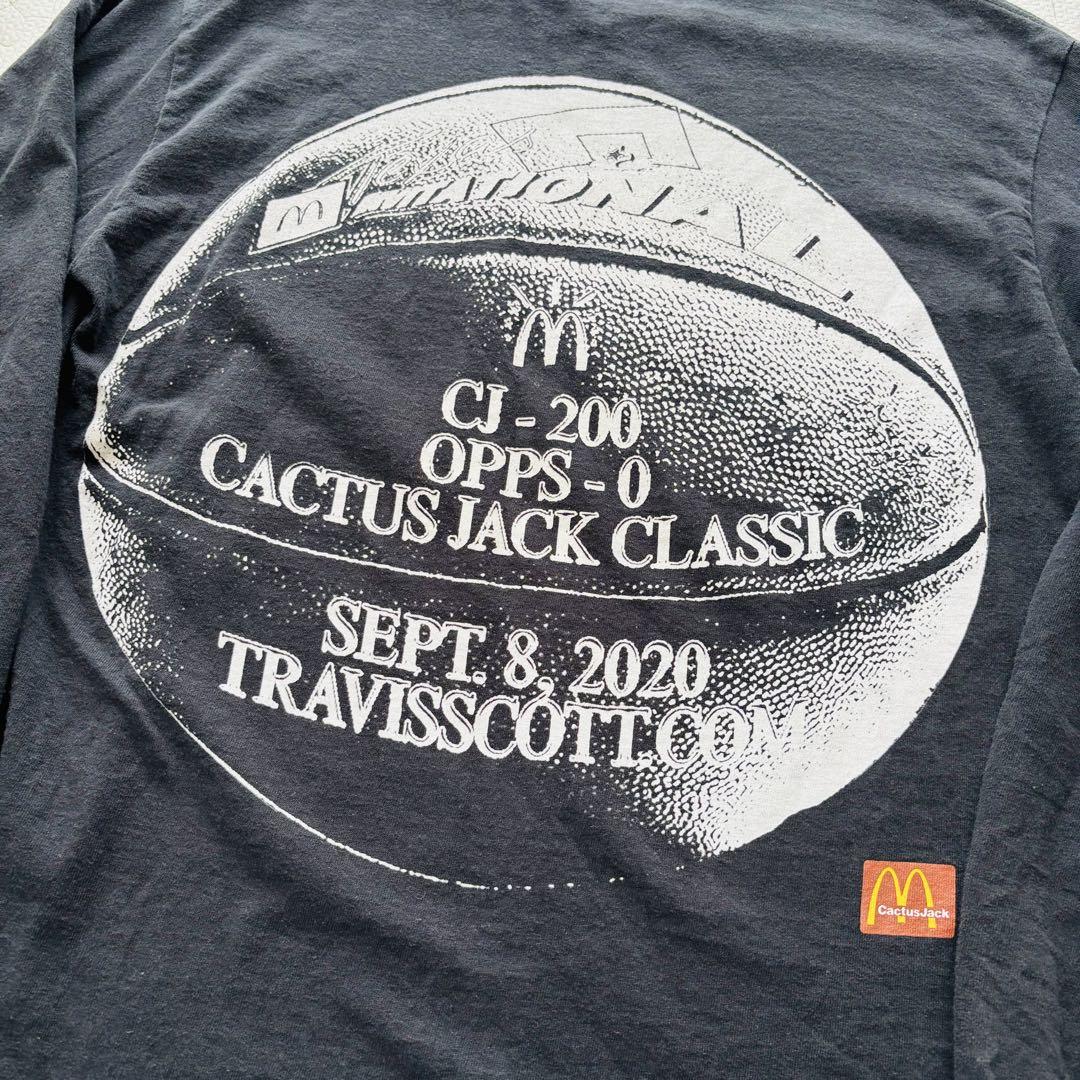 CJ - 200
OPPS - 0
CACTUS JACK CLASSIC
SEPT. 8, 2020
TRAVISSCOTT.COM
CactusJack